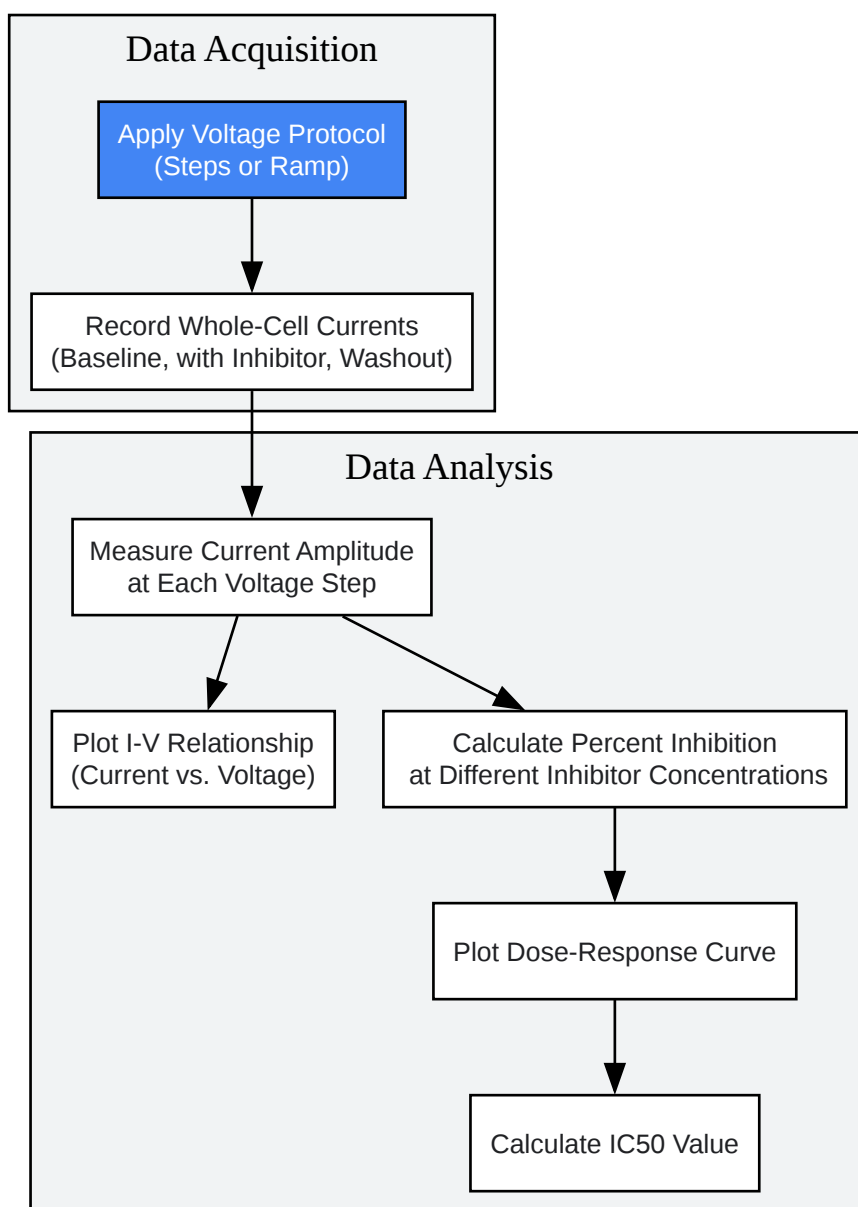 Data Acquisition
Apply Voltage Protocol
(Steps or Ramp)
Record Whole-Cell Currents
(Baseline, with Inhibitor, Washout)
Data Analysis
Measure Current Amplitude
at Each Voltage Step
Plot I-V Relationship
(Current vs. Voltage)
Calculate Percent Inhibition
at Different Inhibitor Concentrations
Plot Dose-Response Curve
Calculate IC50 Value